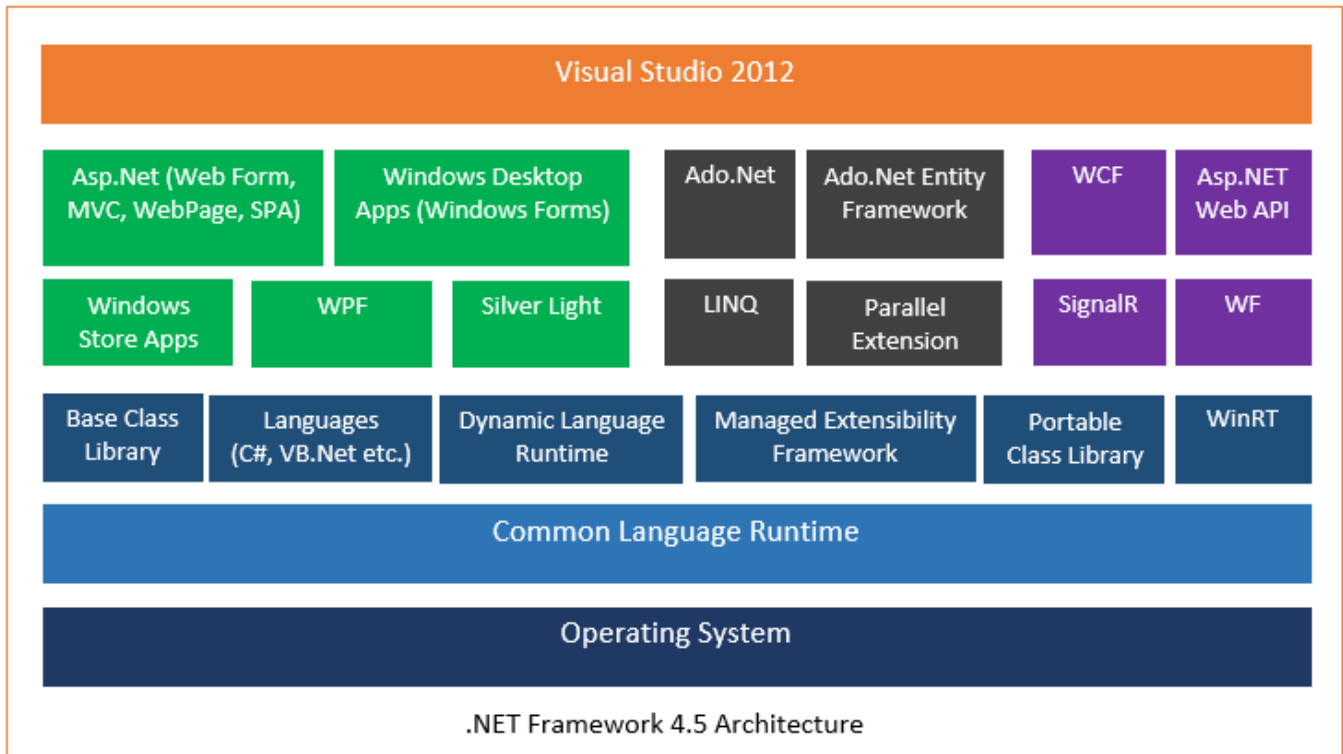 Visual Studio 2012
Asp.Net (Web Form,
MVC, WebPage, SPA)
Windows Desktop
Apps (Windows Forms)
Ado.Net
Ado.Net Entity
Framework
WCF
Asp.NET
Web API
Windows
Store Apps
WPF
Silver Light
LINQ
Parallel
Extension
SignalR
WF
Base Class
Library
Languages
(C#, VB.Net etc.)
Dynamic Language
Runtime
Managed Extensibility
Framework
Portable
Class Library
WinRT
Common Language Runtime
Operating System
.NET Framework 4.5 Architecture